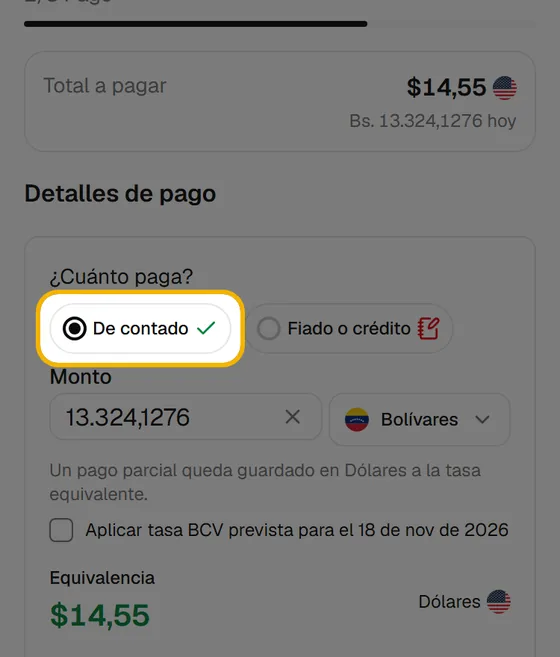 Total a pagar
$14,55
Bs. 13.324,1276 hoy
Detalles de pago
¿Cuánto paga?
De contado
Fiado o crédito
Monto
13.324,1276
Bolívares
Un pago parcial queda guardado en Dólares a la tasa
equivalente.
Aplicar tasa BCV prevista para el 18 de nov de 2026
Equivalencia
$14,55
Dólares